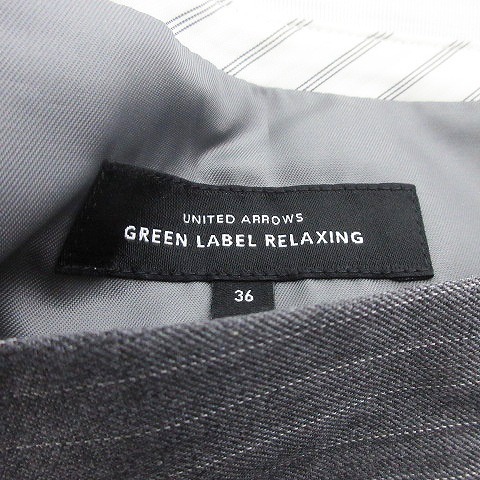 UNITED ARROWS
GREEN LABEL RELAXING
36